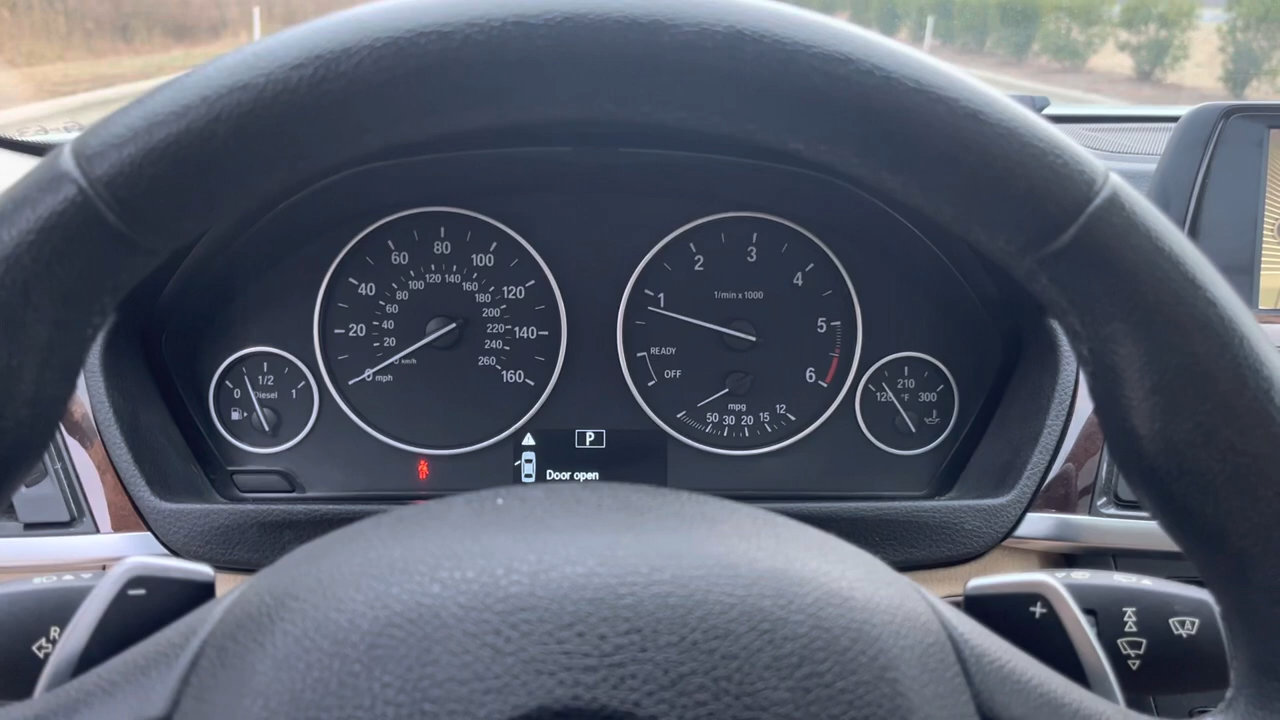 0 1/2 1
Diesel
0 20 40 60 80 100 120 140 160
mph
0 20 40 60 80 100 120 140 160 180 200 220 240 260
km/h
1 2 3 4 5 6
1/min x 1000
READY
OFF
mpg
50 30 20 15 12
120 210 300
°F
P
Door open
-
R
+
A